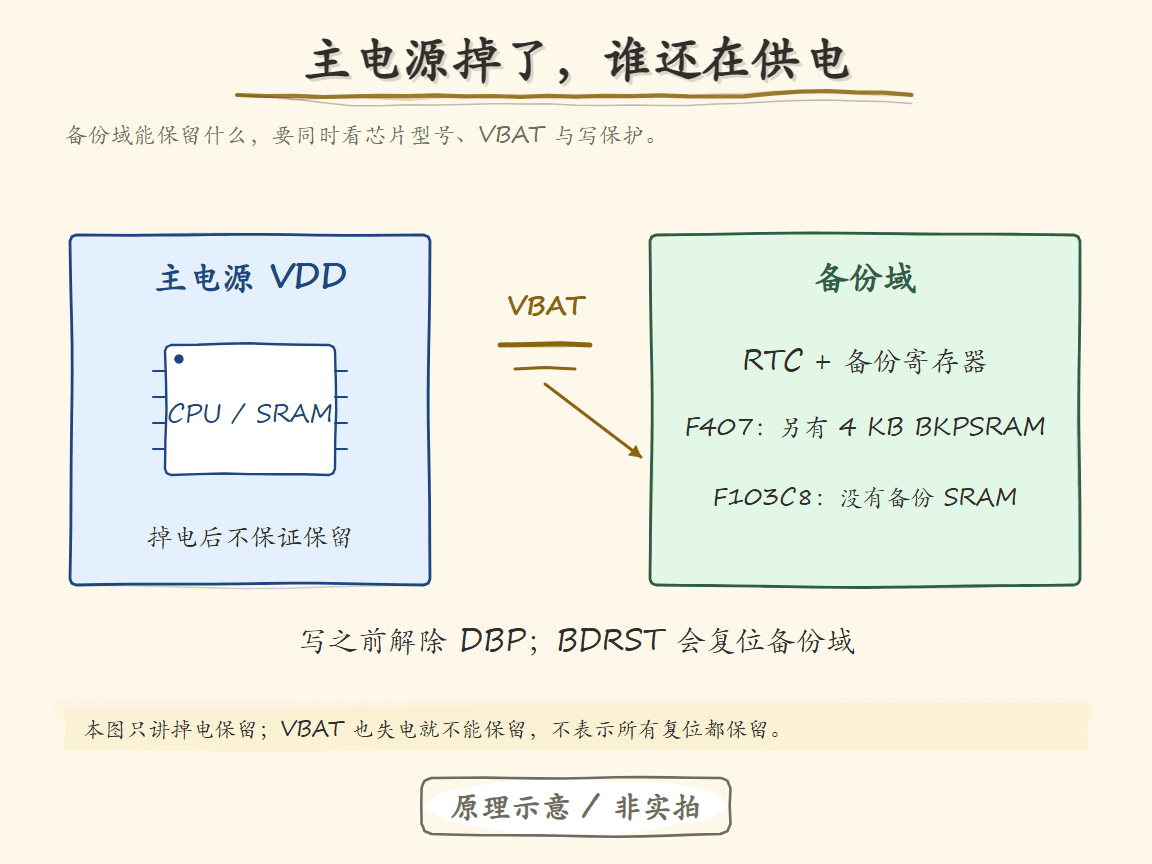 主电源掉了，谁还在供电
备份域能保留什么，要同时看芯片型号、VBAT 与写保护。
主电源 VDD
CPU / SRAM
掉电后不保证保留
VBAT
备份域
RTC + 备份寄存器
F407：另有 4 KB BKPSRAM
F103C8：没有备份 SRAM
写之前解除 DBP；BDRST 会复位备份域
本图只讲掉电保留；VBAT 也失电就不能保留，不表示所有复位都保留。
原理示意 / 非实拍